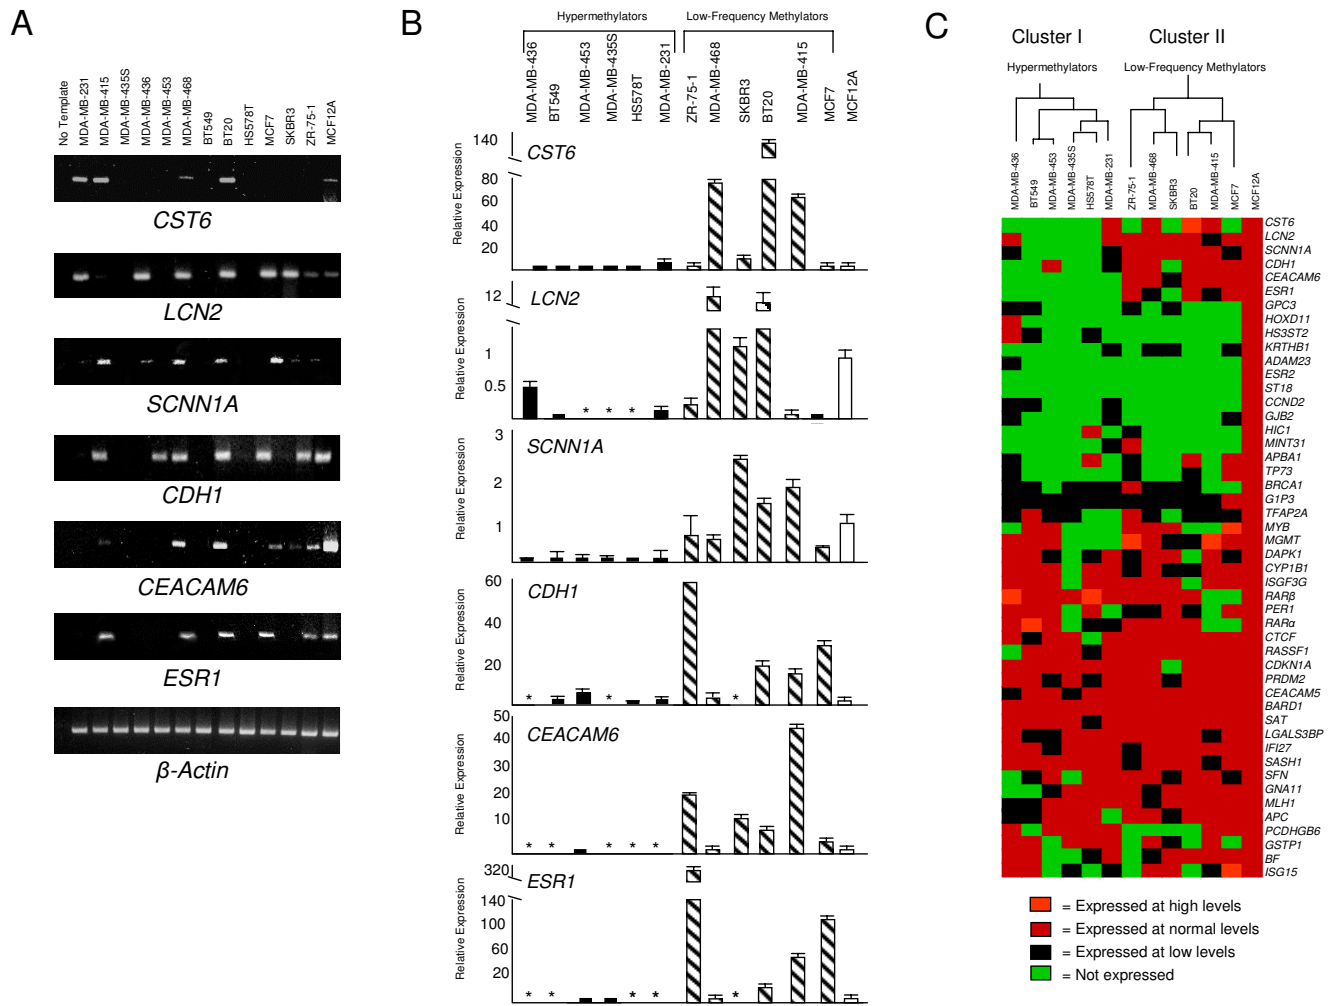 A
No Template
MDA-MB-231
MDA-MB-415
MDA-MB-435S
MDA-MB-436
MDA-MB-453
MDA-MB-468
BT549
BT20
HS578T
MCF7
SKBR3
ZR-75-1
MCF12A
CST6
LCN2
SCNN1A
CDH1
CEACAM6
ESR1
β-Actin
B
Hypermethylators
Low-Frequency Methylators
MDA-MB-436
BT549
MDA-MB-453
MDA-MB-435S
HS578T
MDA-MB-231
ZR-75-1
MDA-MB-468
SKBR3
BT20
MDA-MB-415
MCF7
MCF12A
Relative Expression
140
80
60
40
20
CST6
Relative Expression
12
1
0.5
LCN2
* * *
3
2
1
SCNN1A
Relative Expression
60
40
20
CDH1
* * *
Relative Expression
50
40
30
20
10
CEACAM6
* * * * *
Relative Expression
320
140
100
60
20
ESR1
* * * * *
C
Cluster I
Cluster II
Hypermethylators
Low-Frequency Methylators
MDA-MB-436
BT549
MDA-MB-453
MDA-MB-435S
HS578T
MDA-MB-231
ZR-75-1
MDA-MB-468
SKBR3
BT20
MDA-MB-415
MCF7
MCF12A
CST6
LCN2
SCNN1A
CDH1
CEACAM6
ESR1
GPC3
HOXD11
HS3ST2
KRTHB1
ADAM23
ESR2
ST18
CCND2
GJB2
HIC1
MINT31
APBA1
TP73
BRCA1
G1P3
TFAP2A
MYB
MGMT
DAPK1
CYP1B1
ISGF3G
RARβ
PER1
RARα
CTCF
RASSF1
CDKN1A
PRDM2
CEACAM5
BARD1
SAT
LGALS3BP
IFI27
SASH1
SFN
GNA11
MLH1
APC
PCDHGB6
GSTP1
BF
ISG15
= Expressed at high levels
= Expressed at normal levels
= Expressed at low levels
= Not expressed